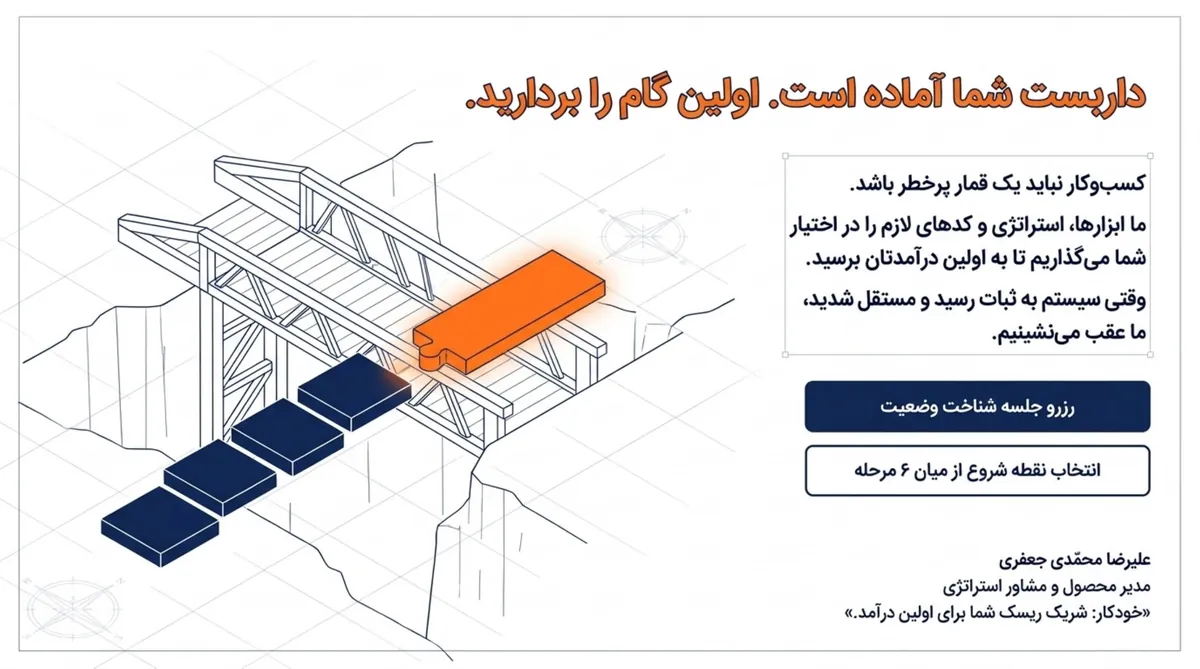 داربست شما آماده است. اولین گام را بردارید.
کسب‌وکار نباید یک قمار پرخطر باشد.
ما ابزارها، استراتژی و کدهای لازم را در اختیار
شما می‌گذاریم تا به اولین درآمدتان برسید.
وقتی سیستم به ثبات رسید و مستقل شدید،
ما عقب می‌نشینیم.
رزرو جلسه شناخت وضعیت
انتخاب نقطه شروع از میان ۶ مرحله
علیرضا محمّدی جعفری
مدیر محصول و مشاور استراتژی
«خودکار: شریک ریسک شما برای اولین درآمد.»